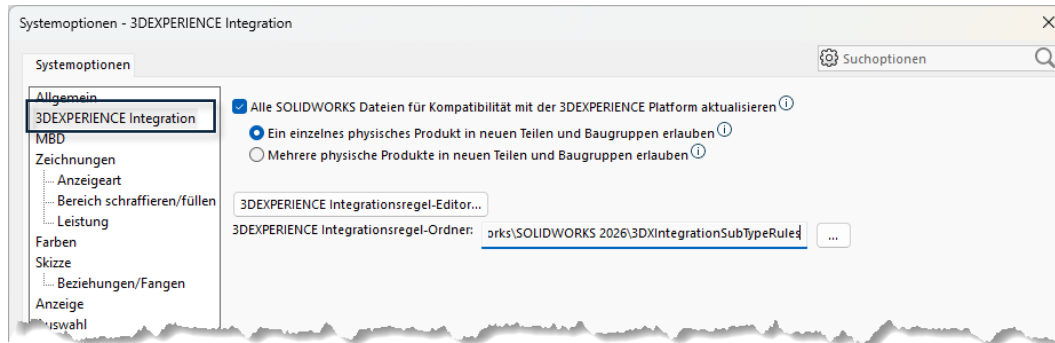 Systemoptionen - 3DEXPERIENCE Integration
Systemoptionen
Suchoptionen
Allgemein
3DEXPERIENCE Integration
MBD
Zeichnungen
Anzeigeart
Bereich schraffieren/füllen
Leistung
Farben
Skizze
Beziehungen/Fangen
Anzeige
Auswahl
Alle SOLIDWORKS Dateien für Kompatibilität mit der 3DEXPERIENCE Platform aktualisieren
Ein einzelnes physisches Produkt in neuen Teilen und Baugruppen erlauben
Mehrere physische Produkte in neuen Teilen und Baugruppen erlauben
3DEXPERIENCE Integrationsregel-Editor...
3DEXPERIENCE Integrationsregel-Ordner: orks\SOLIDWORKS 2026\3DXIntegrationSubTypeRules ...